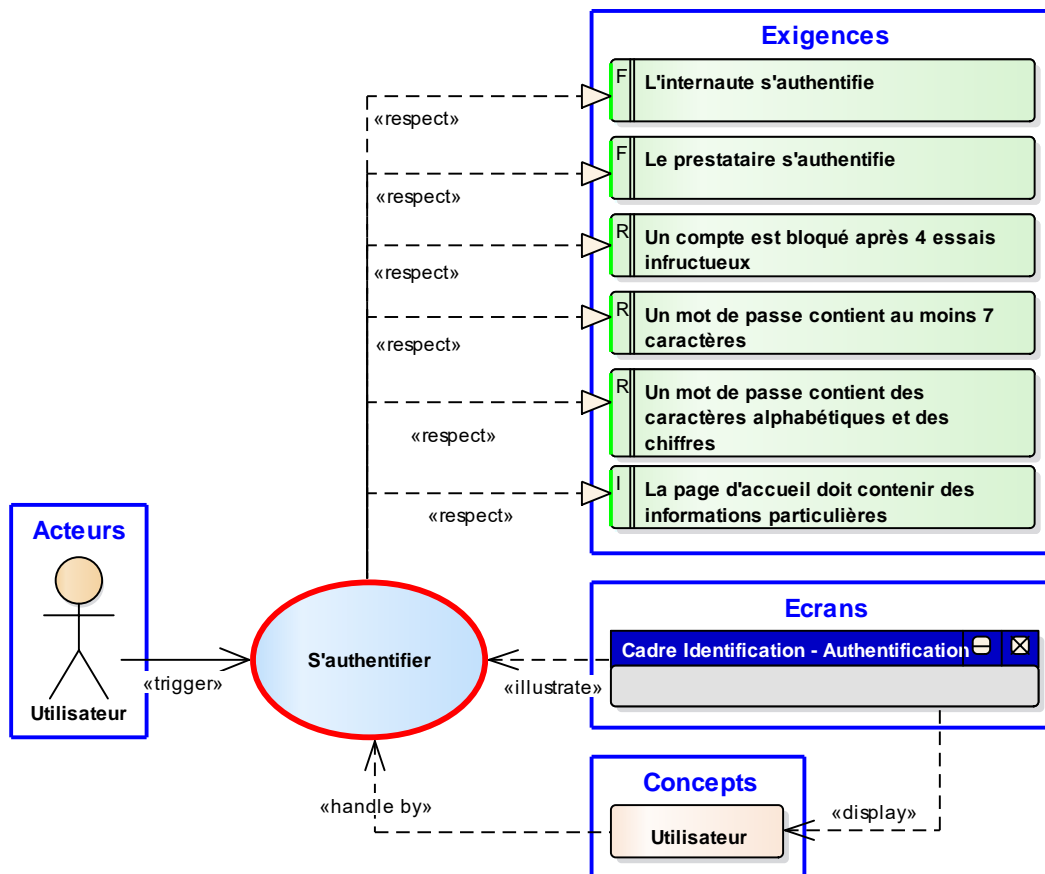 Exigences
F
L'internaute s'authentifie
«respect»
F
Le prestataire s'authentifie
«respect»
R
Un compte est bloqué après 4 essais
infructueux
«respect»
R
Un mot de passe contient au moins 7
caractères
«respect»
R
Un mot de passe contient des
caractères alphabétiques et des
chiffres
«respect»
I
La page d'accueil doit contenir des
informations particulières
«respect»
Acteurs
Utilisateur
«trigger»
S'authentifier
Ecrans
Cadre Identification - Authentification
«illustrate»
Concepts
Utilisateur
«handle by»
«display»